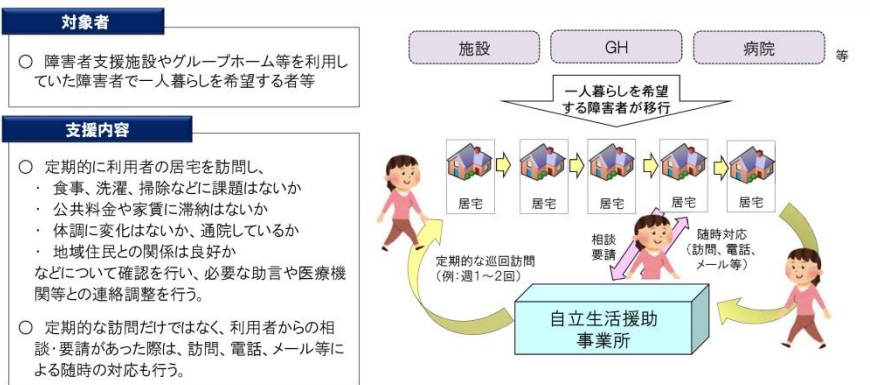 対象者
○ 障害者支援施設やグループホーム等を利用し
ていた障害者で一人暮らしを希望する者等
支援内容
○ 定期的に利用者の居宅を訪問し、
・ 食事、洗濯、掃除などに課題はないか
・ 公共料金や家賃に滞納はないか
・ 体調に変化はないか、通院しているか
・ 地域住民との関係は良好か
などについて確認を行い、必要な助言や医療機
関等との連絡調整を行う。
○ 定期的な訪問だけではなく、利用者からの相
談・要請があった際は、訪問、電話、メール等に
よる随時の対応も行う。
施設
GH
病院
等
一人暮らしを希望
する障害者が移行
居宅
居宅
居宅
居宅
居宅
定期的な巡回訪問
(例:週1~2回)
相談
要請
随時対応
(訪問、電話、
メール等)
自立生活援助
事業所